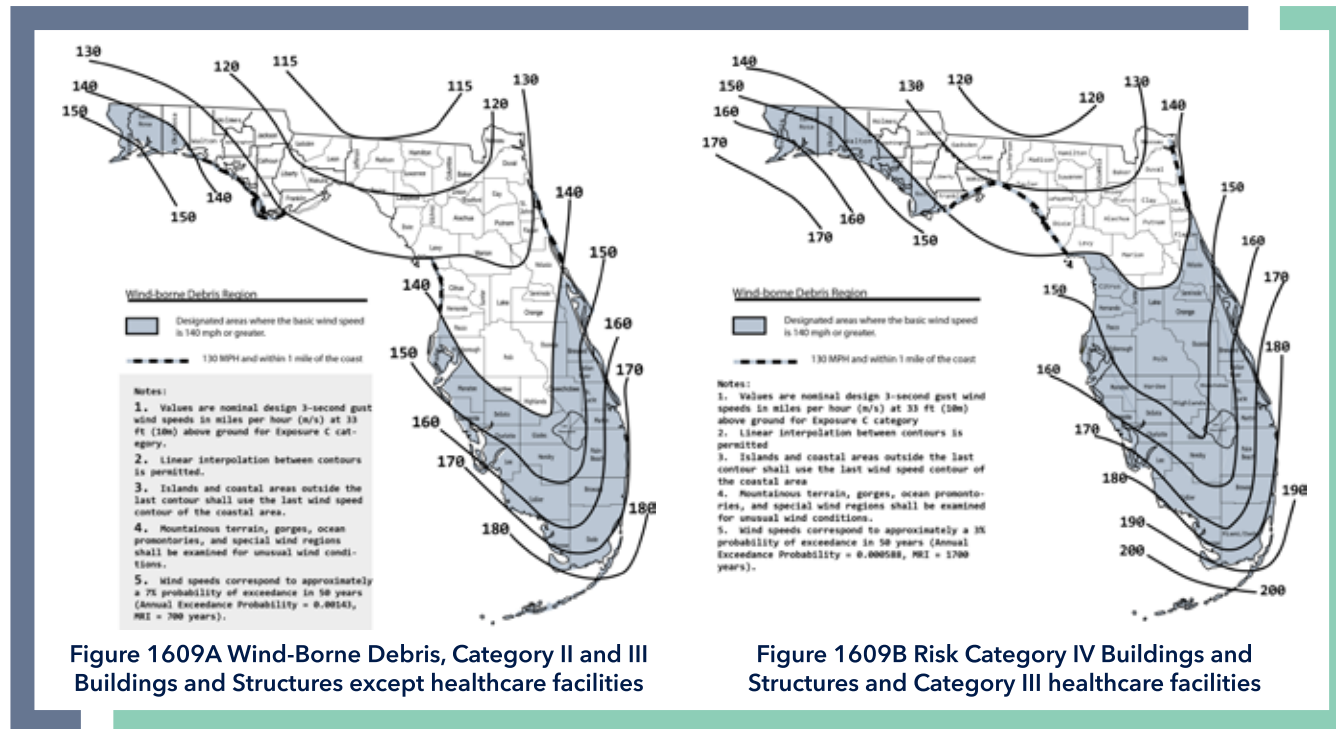 130
120
115
140
150
115
120
130
140
150
140
150
140
150
160
170
160
170
180
180
Wind-borne Debris Region
Designated areas where the basic wind speed
is 140 mph or greater.
130 MPH and within 1 mile of the coast
Notes:
1. Values are nominal design 3-second gust
wind speeds in miles per hour (m/s) at 33
ft (10m) above ground for Exposure C cat-
egory.
2. Linear interpolation between contours
is permitted.
3. Islands and coastal areas outside the
last contour shall use the last wind speed
contour of the coastal area.
4. Mountainous terrain, gorges, ocean
promontories, and special wind regions
shall be examined for unusual wind condi-
tions.
5. Wind speeds correspond to approximately
a 7% probability of exceedance in 50 years
(Annual Exceedance Probability = 0.00143,
MRI = 700 years).
Figure 1609A Wind-Borne Debris, Category II and III
Buildings and Structures except healthcare facilities
140
150
160
170
130
120
120
130
140
150
160
170
180
170
160
150
150
160
170
180
190
200
190
200
Wind-borne Debris Region
Designated areas where the basic wind speed
is 140 mph or greater.
130 MPH and within 1 mile of the coast
Notes:
1. Values are nominal design 3-second gust wind
speeds in miles per hour (m/s) at 33 ft (10m)
above ground for Exposure C category
2. Linear interpolation between contours is
permitted
3. Islands and coastal areas outside the last
contour shall use the last wind speed contour of
the coastal area
4. Mountainous terrain, gorges, ocean promonto-
ries, and special wind regions shall be examined
for unusual wind conditions.
5. Wind speeds correspond to approximately a 3%
probability of exceedance in 50 years (Annual
Exceedance Probability = 0.000588, MRI = 1700
years).
Figure 1609B Risk Category IV Buildings and
Structures and Category III healthcare facilities